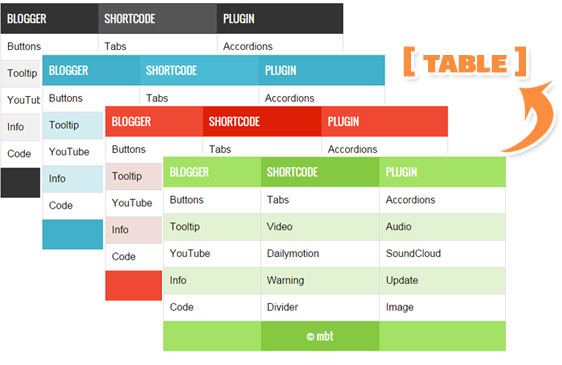 BLOGGER SHORTCODE PLUGIN
Buttons Tabs Accordions
Tooltip
Info
Code
[ TABLE ]
BLOGGER SHORTCODE PLUGIN
Buttons Tabs Accordions
Tooltip
YouTube
Info
Code
BLOGGER SHORTCODE PLUGIN
Buttons Tabs Accordions
Tooltip
YouTube
Info
Code
BLOGGER SHORTCODE PLUGIN
Buttons Tabs Accordions
Tooltip Video Audio
YouTube Dailymotion SoundCloud
Info Warning Update
Code Divider Image
© mbt